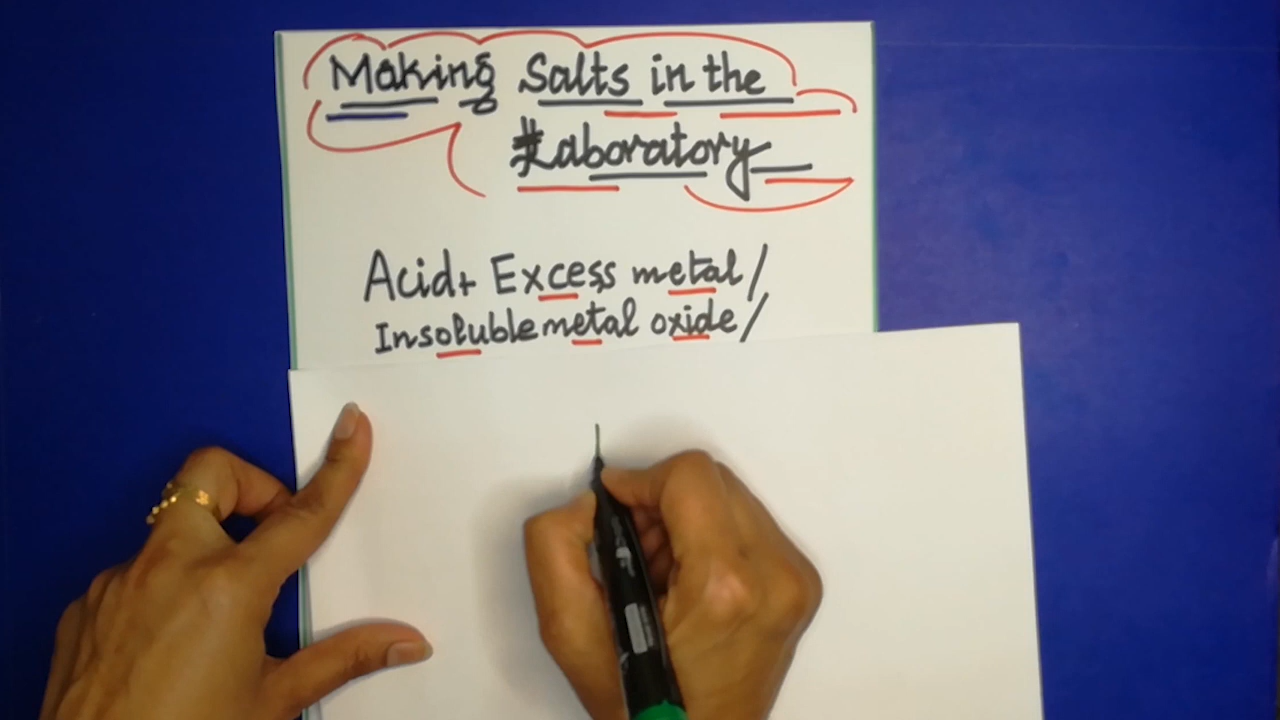 Making Salts in the
Laboratory
Acid+ Excess metal/
Insoluble metal oxide/